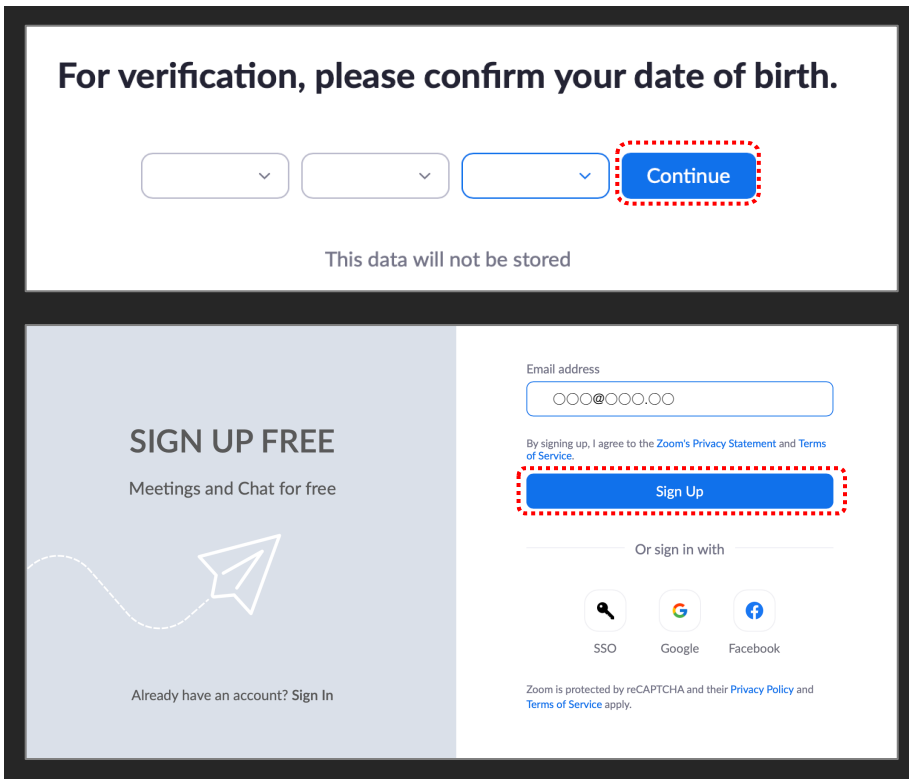 For verification, please confirm your date of birth.
Continue
This data will not be stored
SIGN UP FREE
Meetings and Chat for free
Already have an account? Sign In
Email address
○○○@○○○.○○
By signing up, I agree to the Zoom's Privacy Statement and Terms
of Service.
Sign Up
Or sign in with
SSO
Google
Facebook
Zoom is protected by reCAPTCHA and their Privacy Policy and
Terms of Service apply.